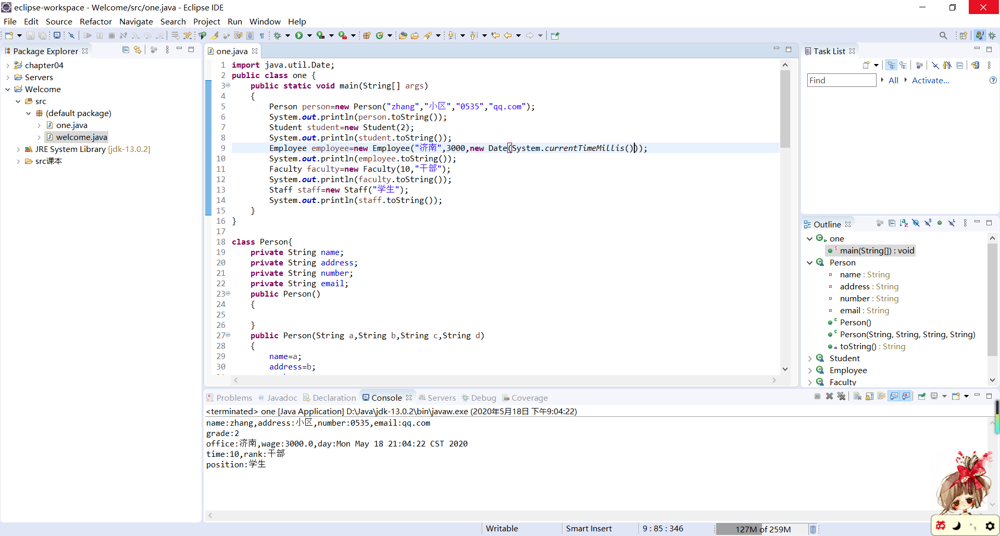 eclipse-workspace - Welcome/src/one.java - Eclipse IDE
File Edit Source Refactor Navigate Search Project Run Window Help
Package Explorer
chapter04
Servers
Welcome
src
(default package)
one.java
welcome.java
JRE System Library [jdk-13.0.2]
src课本
one.java
1 import java.util.Date;
2 public class one {
3 public static void main(String[] args)
4 {
5 Person person=new Person("zhang","小区","0535","qq.com");
6 System.out.println(person.toString());
7 Student student=new Student(2);
8 System.out.println(student.toString());
9 Employee employee=new Employee("济南",3000,new Date(System.currentTimeMillis()));
10 System.out.println(employee.toString());
11 Faculty faculty=new Faculty(10,"干部");
12 System.out.println(faculty.toString());
13 Staff staff=new Staff("学生");
14 System.out.println(staff.toString());
15 }
16 }
17
18 class Person{
19 private String name;
20 private String address;
21 private String number;
22 private String email;
23 public Person()
24 {
25
26 }
27 public Person(String a,String b,String c,String d)
28 {
29 name=a;
30 address=b;
Task List
Find All Activate...
Outline
one
main(String[]) : void
Person
name : String
address : String
number : String
email : String
Person()
Person(String, String, String, String)
toString() : String
Student
Employee
Faculty
Problems Javadoc Declaration Console Servers Debug Coverage
<terminated> one [Java Application] D:\Java\jdk-13.0.2\bin\javaw.exe (2020年5月18日 下午9:04:22)
name:zhang,address:小区,number:0535,email:qq.com
grade:2
office:济南,wage:3000.0,day:Mon May 18 21:04:22 CST 2020
time:10,rank:干部
position:学生
Writable Smart Insert 9 : 85 : 346 127M of 259M
英